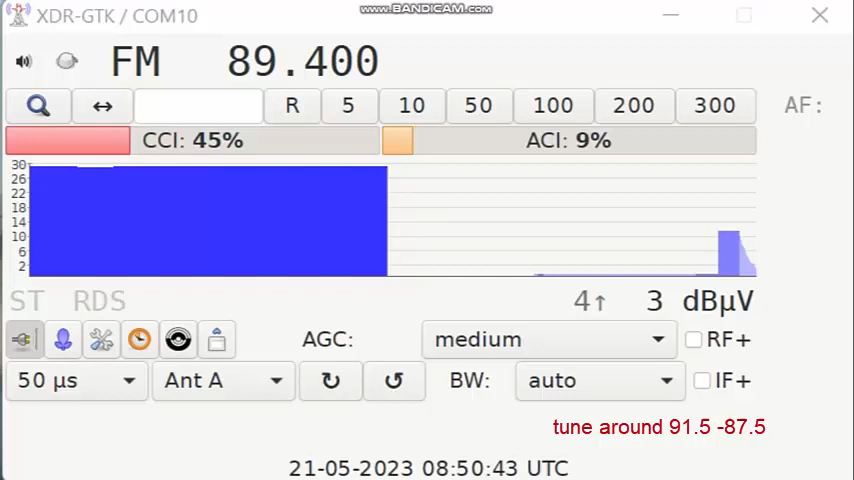 XDR-GTK / COM10
www.BANDICAM.com
FM 89.400
R 5 10 50 100 200 300 AF:
CCI: 45% ACI: 9%
30
26
22
18
14
10
6
2
ST RDS 4↑ 3 dBµV
AGC: medium RF+
50 µs Ant A ↻ ↺ BW: auto IF+
tune around 91.5 -87.5
21-05-2023 08:50:43 UTC